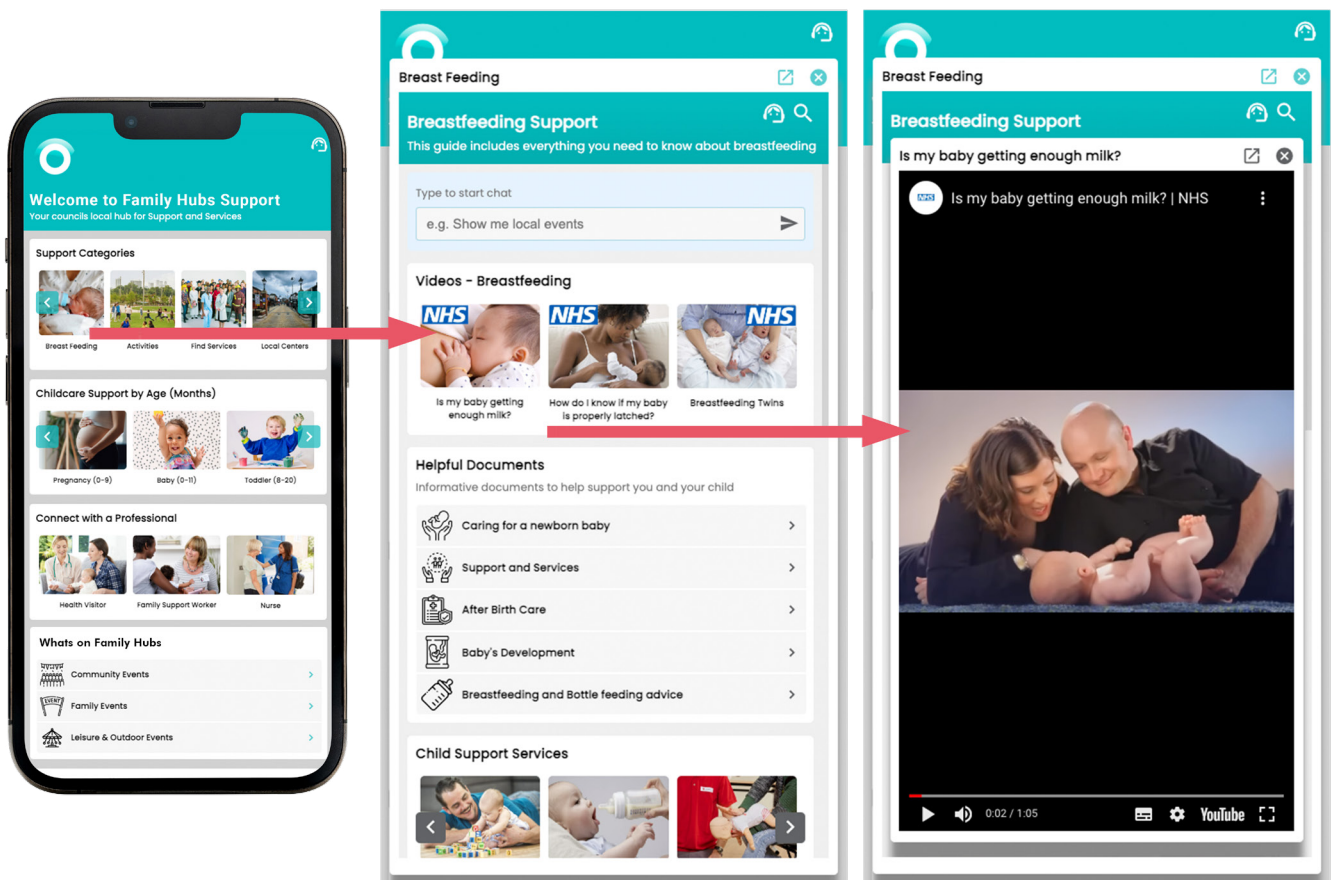 Welcome to Family Hubs Support
Your councils local hub for Support and Services
Support Categories
Breast Feeding
Activities
Find Services
Local Centers
Childcare Support by Age (Months)
Pregnancy (0-9)
Baby (0-11)
Toddler (8-20)
Connect with a Professional
Health Visitor
Family Support Worker
Nurse
Whats on Family Hubs
Community Events
EVENT
Family Events
Leisure & Outdoor Events
Breast Feeding
Breastfeeding Support
This guide includes everything you need to know about breastfeeding
Type to start chat
e.g. Show me local events
Videos - Breastfeeding
NHS
NHS
NHS
Is my baby getting
enough milk?
How do I know if my baby
is properly latched?
Breastfeeding Twins
Helpful Documents
Informative documents to help support you and your child
Caring for a newborn baby
Support and Services
After Birth Care
Baby's Development
Breastfeeding and Bottle feeding advice
Child Support Services
Breast Feeding
Breastfeeding Support
Is my baby getting enough milk?
NHS
Is my baby getting enough milk? | NHS
0:02 / 1:05
YouTube